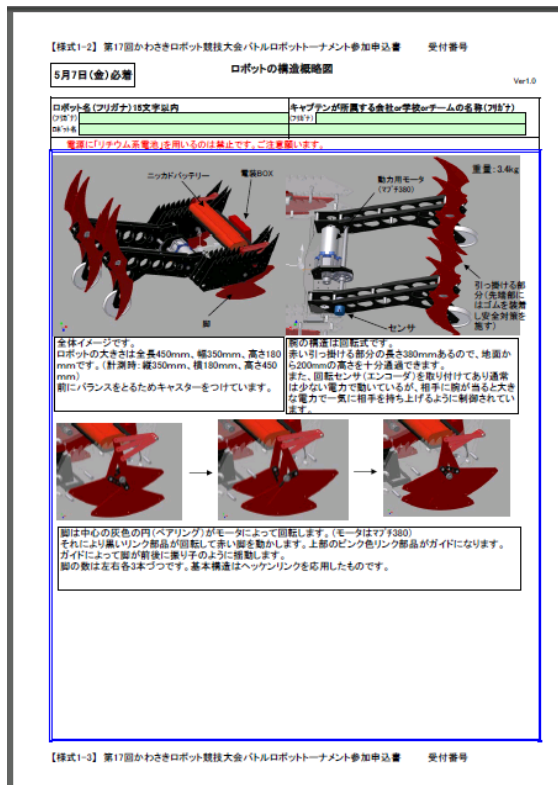 【様式1-2】 第17回かわさきロボット競技大会バトルロボットトーナメント参加申込書 受付番号
5月7日(金)必着
ロボットの構造概略図
Ver1.0
ロボット名(フリガナ)15文字以内
キャプテンが所属する会社or学校orチームの名称(フリガナ)
(フリガナ)
(フリガナ)
ロボット名
電源に「リチウム系電池」を用いるのは禁止です。ご注意願います。
ニッカドバッテリー
電装BOX
脚
動力用モータ
(マブチ380)
重量:3.4kg
センサ
引っ掛ける部
分(先端部に
はゴムを装着
し安全対策を
施す)
全体イメージです。
ロボットの大きさは全長450mm、幅350mm、高さ180
mmです。(計測時:縦350mm、横180mm、高さ450
mm)
前にバランスをとるためキャスターをつけています。
腕の構造は回転式です。
赤い引っ掛ける部分の長さ380mmあるので、地面か
ら200mmの高さを十分通過できます。
また、回転センサ(エンコーダ)を取り付けてあり通常
は少ない電力で動いているが、相手に腕が当ると大き
な電力で一気に相手を持ち上げるように制御されてい
ます。
脚は中心の灰色の円(ベアリング)がモータによって回転します。(モータはマブチ380)
それにより黒いリンク部品が回転して赤い脚を動かします。上部のピンク色リンク部品がガイドになります。
ガイドによって脚が前後に振り子のように揺動します。
脚の数は左右各3本づつです。基本構造はヘッケンリンクを応用したものです。
【様式1-3】 第17回かわさきロボット競技大会バトルロボットトーナメント参加申込書 受付番号